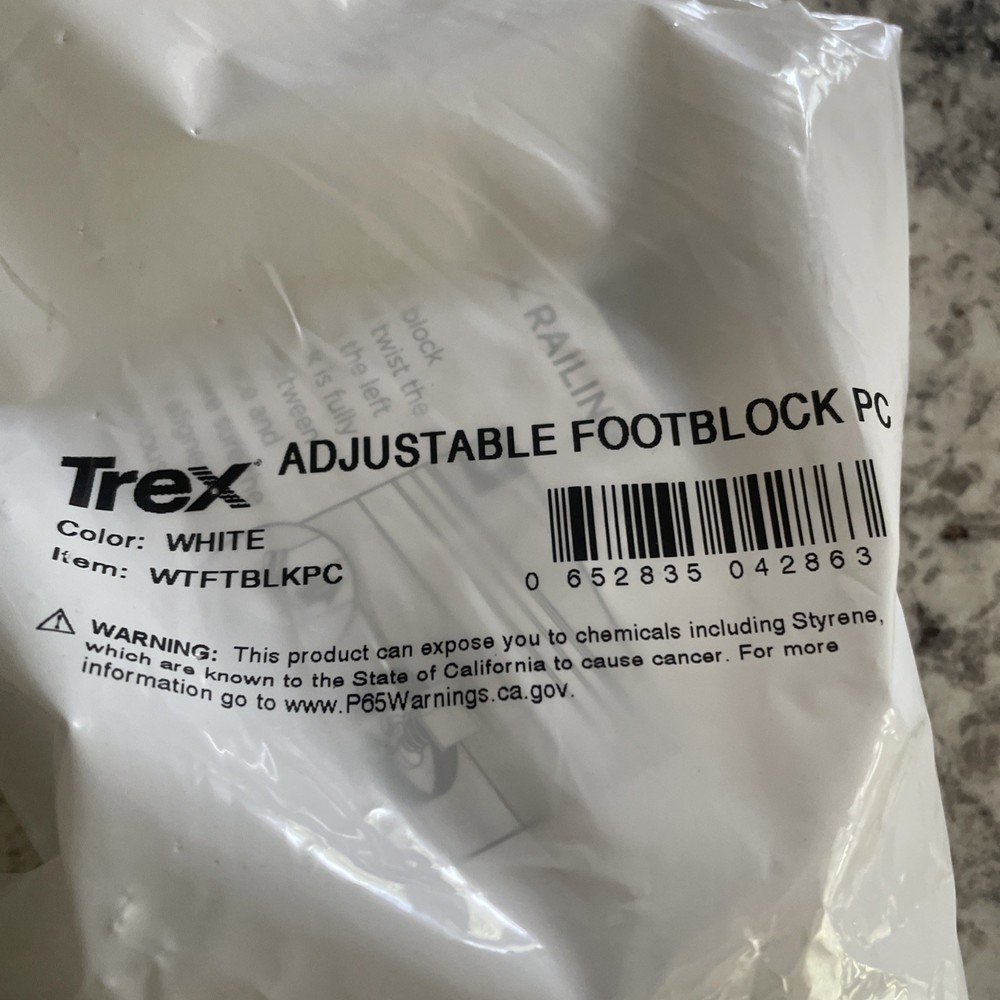 RAILIN
block
twist the
the left
is fully
tween
e and
Trex ADJUSTABLE FOOTBLOCK PC
Color: WHITE
Item: WTFTBLKPC
0 652835 042863
⚠ WARNING: This product can expose you to chemicals including Styrene,
which are known to the State of California to cause cancer. For more
information go to www.P65Warnings.ca.gov.